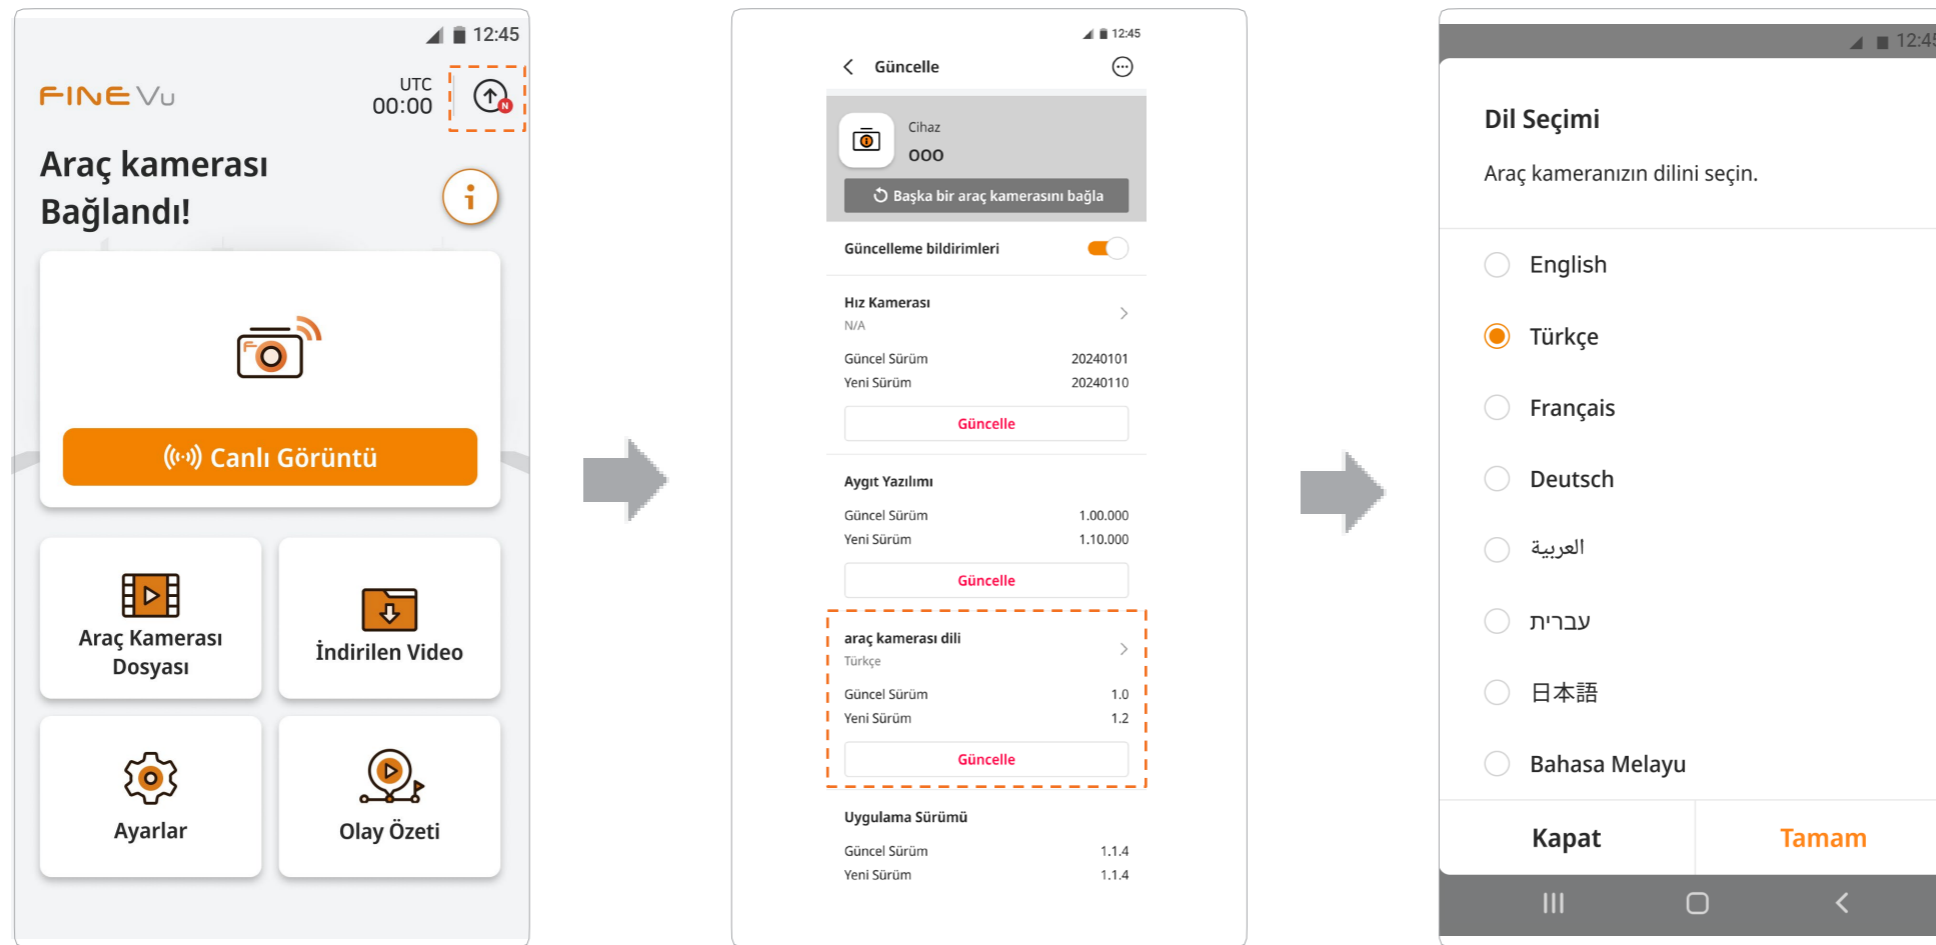 12:45
FINE Vu
UTC
00:00
N
Araç kamerası
Bağlandı!
i
Canlı Görüntü
Araç Kamerası
Dosyası
İndirilen Video
Ayarlar
Olay Özeti
12:45
Güncelle
Cihaz
OOO
Başka bir araç kamerasını bağla
Güncelleme bildirimleri
Hız Kamerası
N/A
Güncel Sürüm 20240101
Yeni Sürüm 20240110
Güncelle
Aygıt Yazılımı
Güncel Sürüm 1.00.000
Yeni Sürüm 1.10.000
Güncelle
araç kamerası dili
Türkçe
Güncel Sürüm 1.0
Yeni Sürüm 1.2
Güncelle
Uygulama Sürümü
Güncel Sürüm 1.1.4
Yeni Sürüm 1.1.4
12:45
Dil Seçimi
Araç kameranızın dilini seçin.
English
Türkçe
Français
Deutsch
العربية
עברית
日本語
Bahasa Melayu
Kapat Tamam